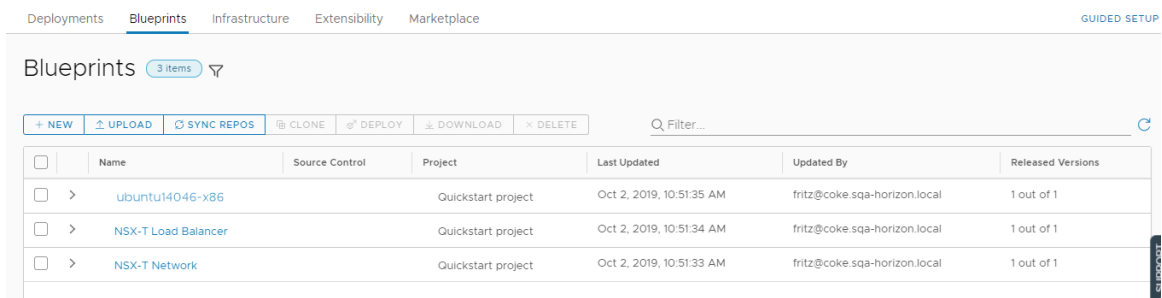 Deployments Blueprints Infrastructure Extensibility Marketplace GUIDED SETUP
Blueprints 3 items
+ NEW UPLOAD SYNC REPOS CLONE DEPLOY DOWNLOAD × DELETE Filter...
Name Source Control Project Last Updated Updated By Released Versions
ubuntu14046-x86 Quickstart project Oct 2, 2019, 10:51:35 AM fritz@coke.sqa-horizon.local 1 out of 1
NSX-T Load Balancer Quickstart project Oct 2, 2019, 10:51:34 AM fritz@coke.sqa-horizon.local 1 out of 1
NSX-T Network Quickstart project Oct 2, 2019, 10:51:33 AM fritz@coke.sqa-horizon.local 1 out of 1
SUPPORT